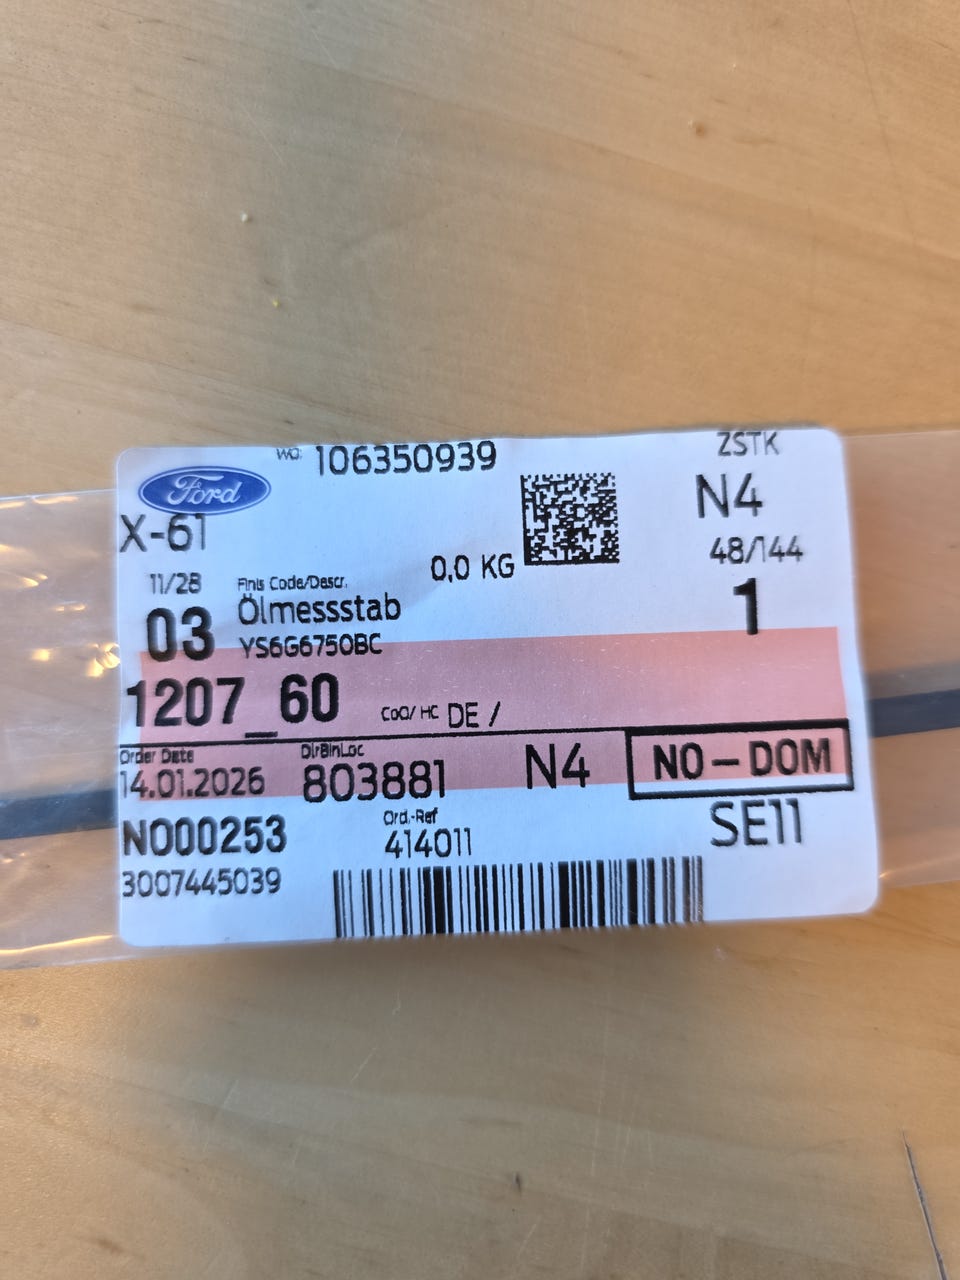 WO: 106350939
ZSTK
Ford
X-61
N4
0,0 KG
48/144
11/28
Finis Code/Descr.
03
Ölmessstab
1
YS6G6750BC
1207_60
CoO/ HC DE /
Order Date
DlrBinLoc
14.01.2026
803881
N4
NO-DOM
N000253
Ord.-Ref
414011
SE11
3007445039